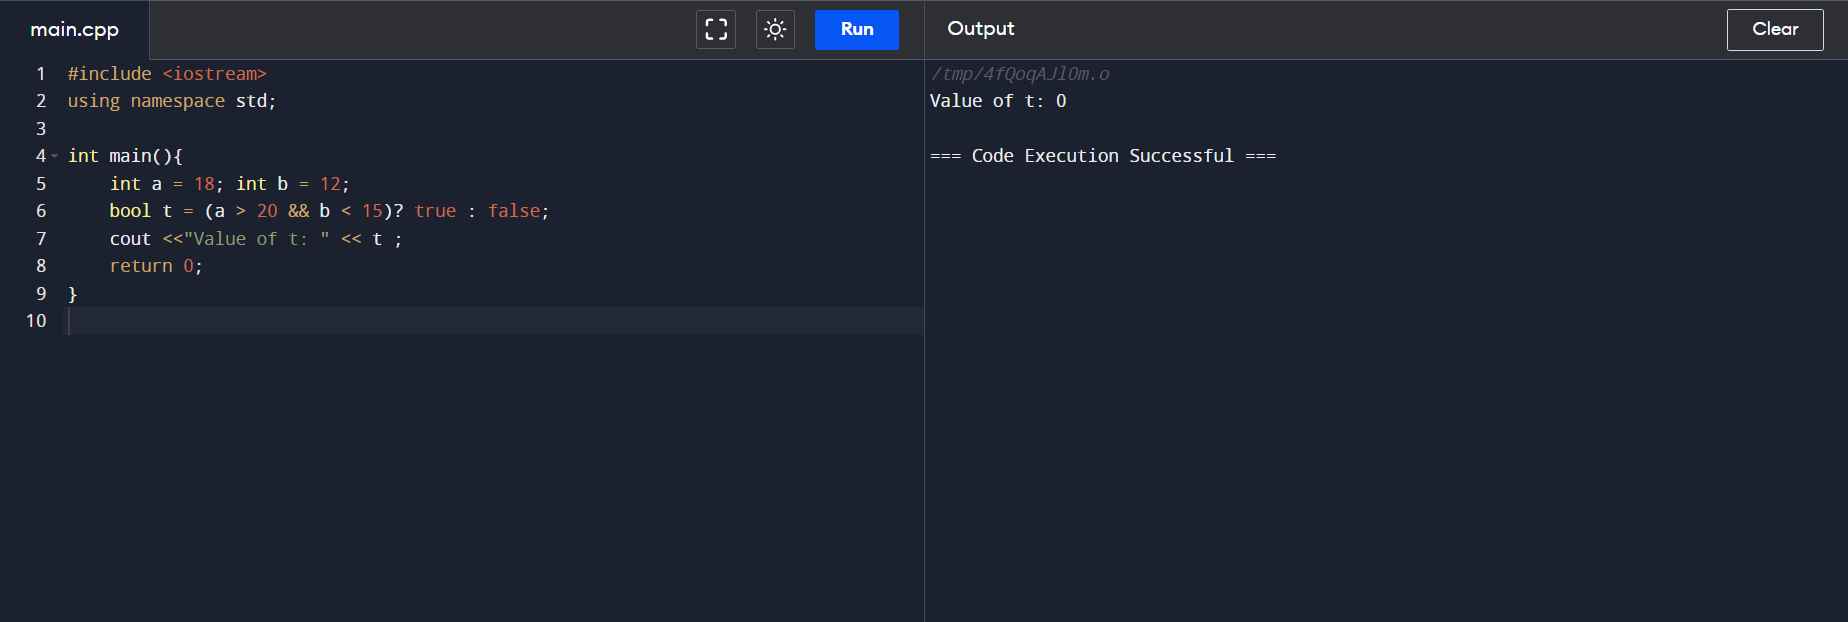 main.cpp
Run
Output
Clear
1 #include <iostream>
2 using namespace std;
3
4 int main(){
5     int a = 18; int b = 12;
6     bool t = (a > 20 && b < 15)? true : false;
7     cout <<"Value of t: " << t ;
8     return 0;
9 }
10
/tmp/4fQoqAJlOm.o
Value of t: 0
=== Code Execution Successful ===